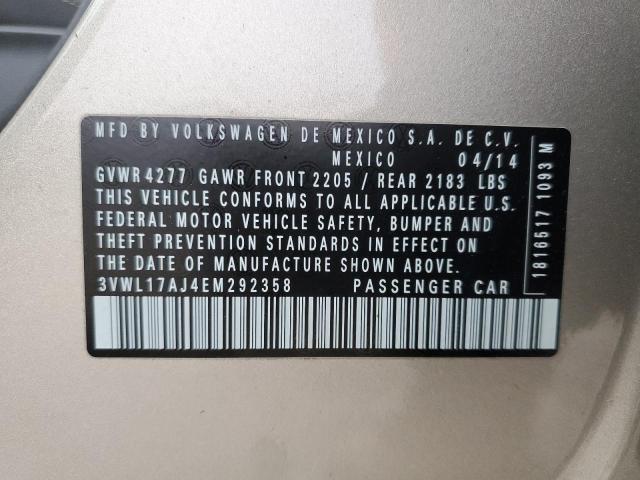 MFD BY VOLKSWAGEN DE MEXICO S.A. DE C.V.
MEXICO 04/14
GVWR 4277 GAWR FRONT 2205 / REAR 2183 LBS
THIS VEHICLE CONFORMS TO ALL APPLICABLE U.S.
FEDERAL MOTOR VEHICLE SAFETY, BUMPER AND
THEFT PREVENTION STANDARDS IN EFFECT ON
THE DATE OF MANUFACTURE SHOWN ABOVE.
3VWL17AJ4EM292358 PASSENGER CAR
1816517 1093 M